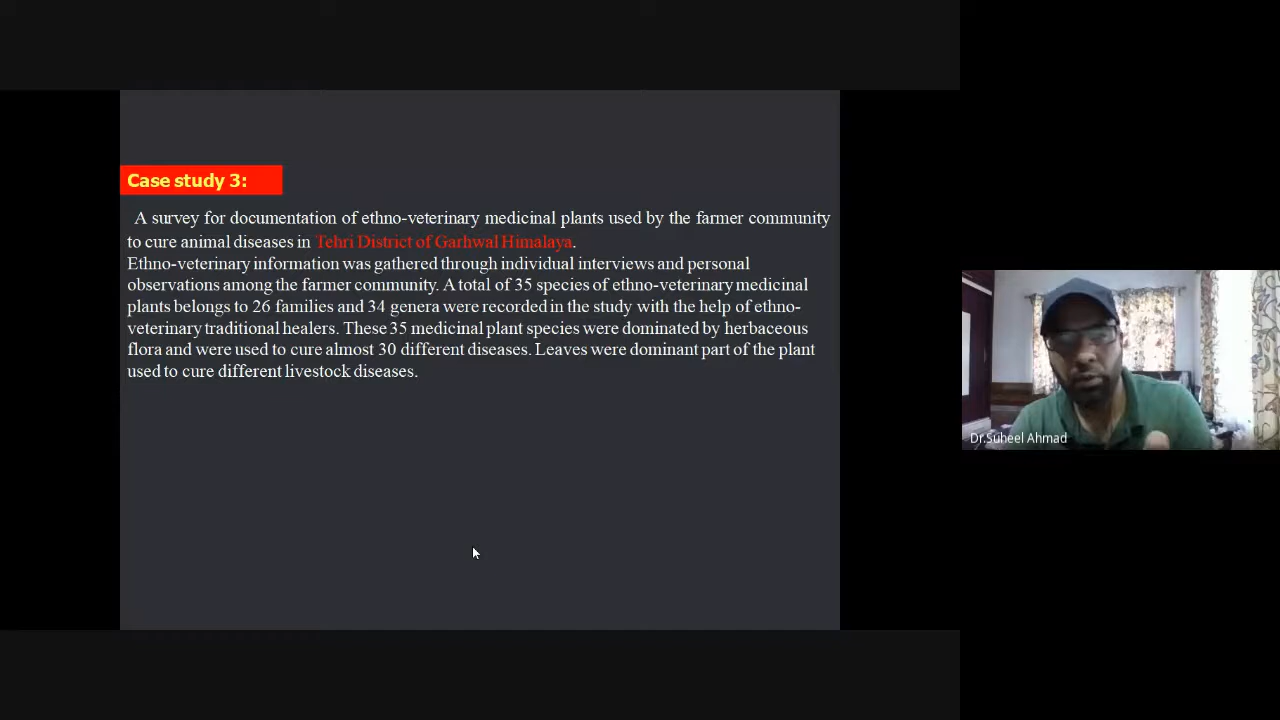 Case study 3:
A survey for documentation of ethno-veterinary medicinal plants used by the farmer community
to cure animal diseases in Tehri District of Garhwal Himalaya.
Ethno-veterinary information was gathered through individual interviews and personal
observations among the farmer community. A total of 35 species of ethno-veterinary medicinal
plants belongs to 26 families and 34 genera were recorded in the study with the help of ethno-
veterinary traditional healers. These 35 medicinal plant species were dominated by herbaceous
flora and were used to cure almost 30 different diseases. Leaves were dominant part of the plant
used to cure different livestock diseases.
Dr.Suheel Ahmad